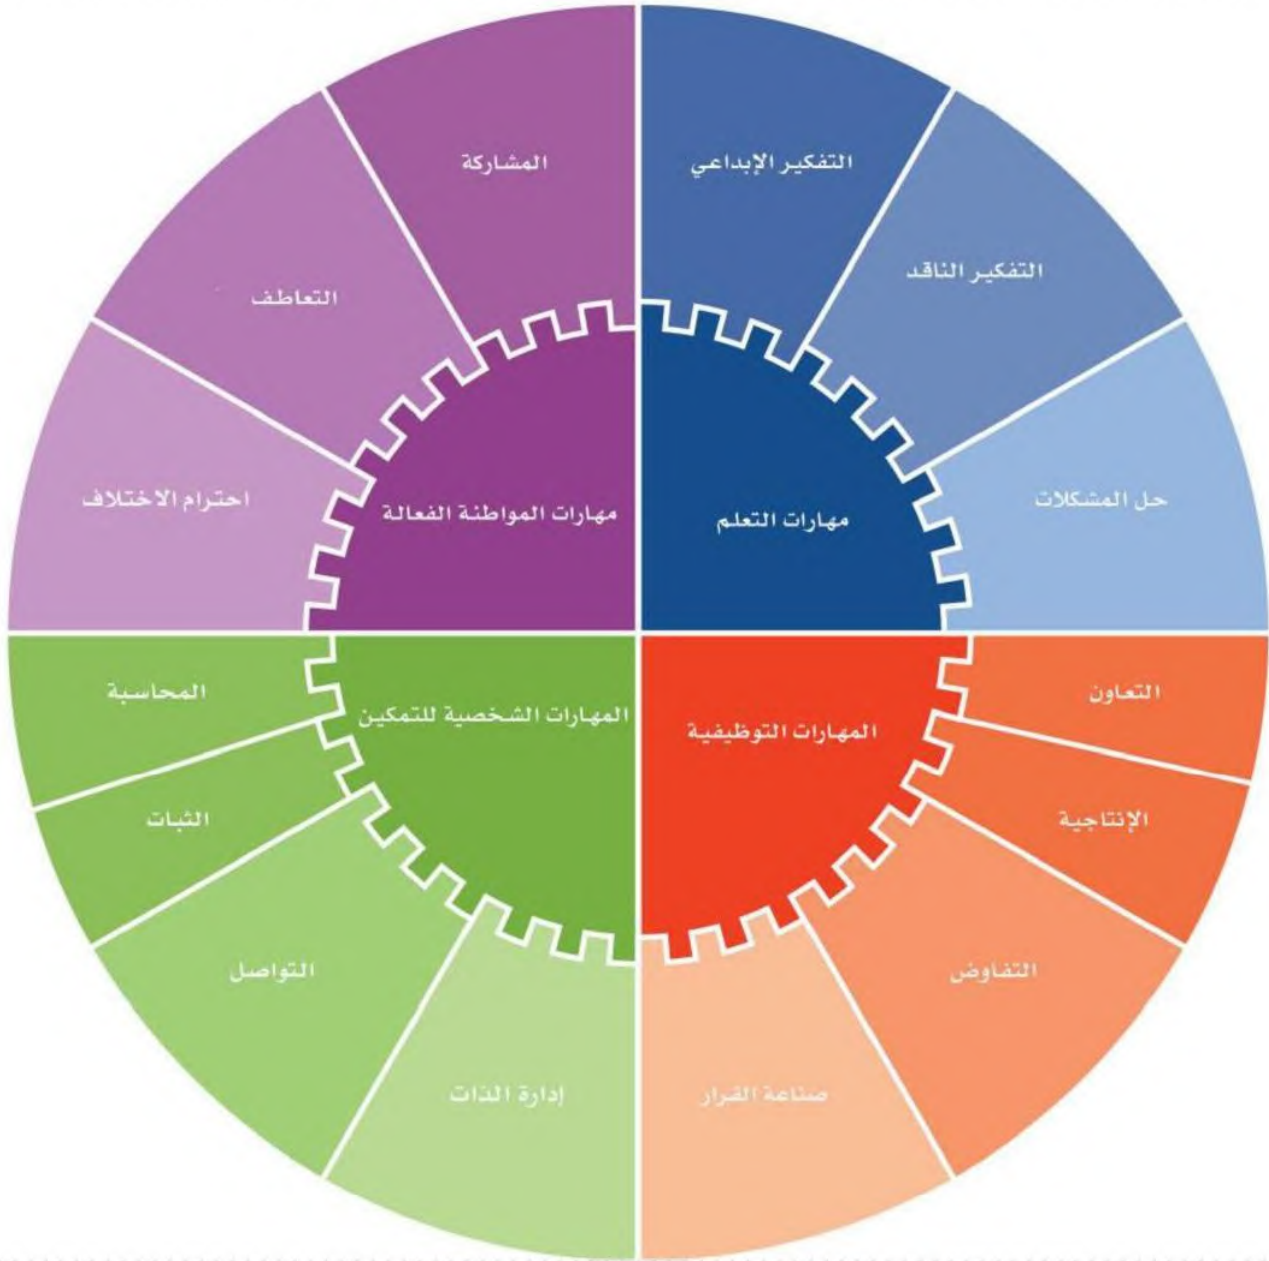 المشاركة
التفكير الإبداعي
التفكير الناقد
التعاطف
حل المشكلات
احترام الاختلاف
مهارات التعلم
مهارات المواطنة الفعالة
التعاون
المحاسبة
المهارات التوظيفية
المهارات الشخصية للتمكين
الإنتاجية
الثبات
التفاوض
التواصل
صناعة القرار
إدارة الذات